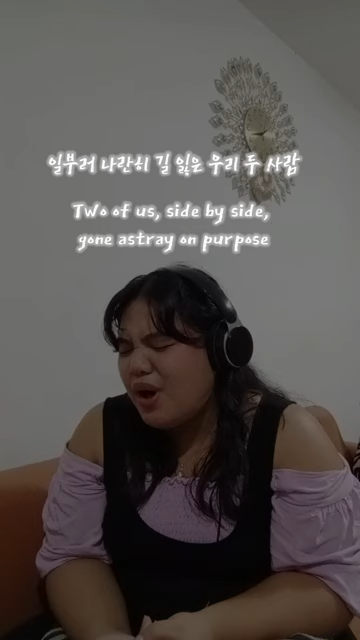 일부러 나란히 길 잃은 우리 두 사람
Two of us, side by side,
gone astray on purpose